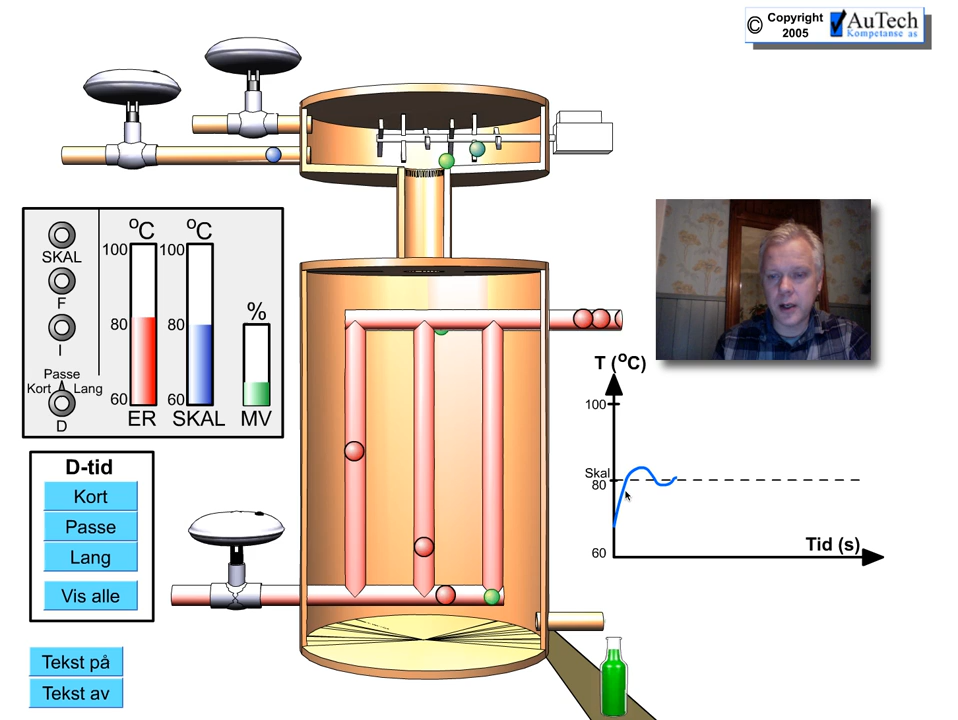 © Copyright 2005
AuTech
Kompetanse as
SKAL
F
I
Passe
Kort Lang
D
°C °C
100 100
80 80
60 60
%
ER SKAL MV
D-tid
Kort
Passe
Lang
Vis alle
Tekst på
Tekst av
T (°C)
100
Skal
80
60
Tid (s)